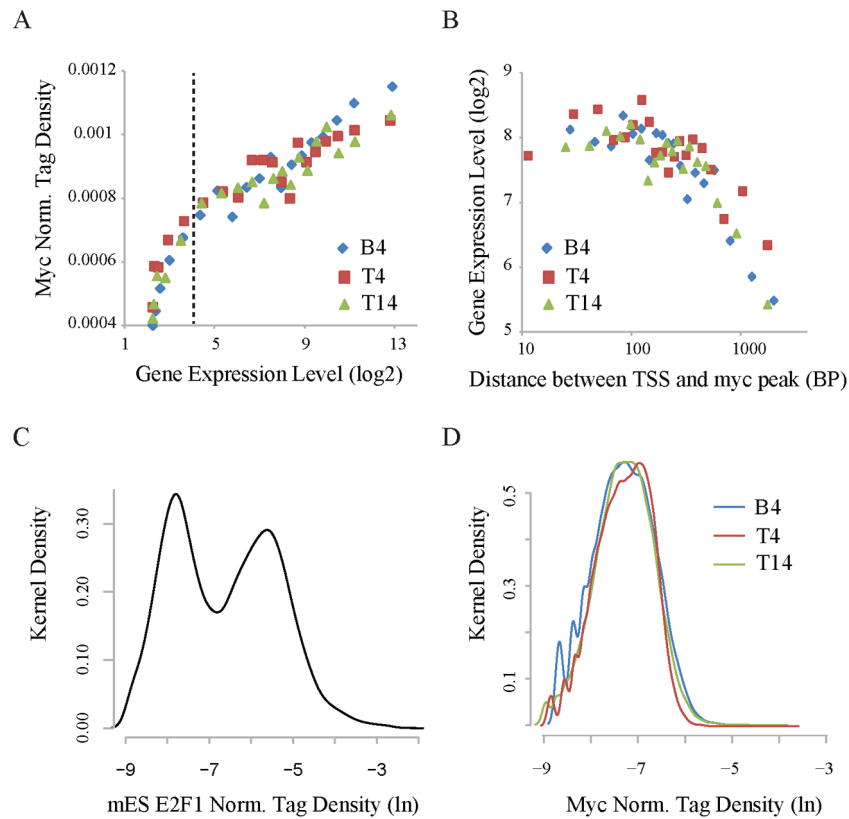 A
Myc Norm. Tag Density
0.0012
0.001
0.0008
0.0006
0.0004
1 5 9 13
Gene Expression Level (log2)
B4
T4
T14
B
Gene Expression Level (log2)
9
8
7
6
5
10 100 1000
Distance between TSS and myc peak (BP)
B4
T4
T14
C
Kernel Density
0.30
0.20
0.10
0.00
−9 −7 −5 −3
mES E2F1 Norm. Tag Density (ln)
D
Kernel Density
0.5
0.3
0.1
−9 −7 −5 −3
Myc Norm. Tag Density (ln)
B4
T4
T14